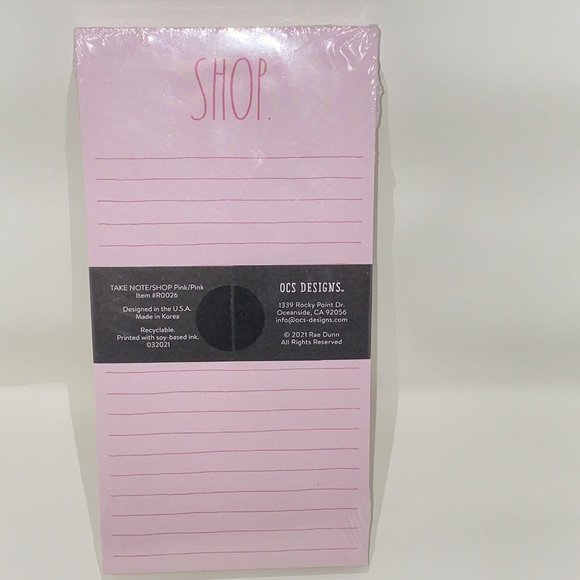 SHOP.
TAKE NOTE/SHOP Pink/Pink
Item #R0026
Designed in the U.S.A.
Made in Korea
Recyclable.
Printed with soy-based ink.
032021
OCS DESIGNS™
1339 Rocky Point Dr.
Oceanside, CA 92056
info@ocs-designs.com
© 2021 Rae Dunn
All Rights Reserved